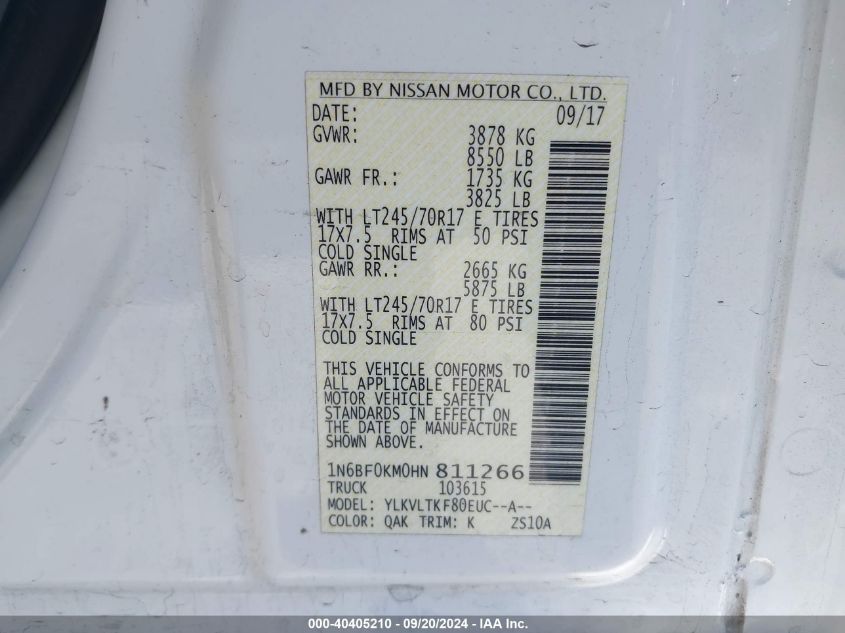 MFD BY NISSAN MOTOR CO., LTD.
DATE: 09/17
GVWR: 3878 KG
8550 LB
GAWR FR.: 1735 KG
3825 LB
WITH LT245/70R17 E TIRES
17X7.5 RIMS AT 50 PSI
COLD SINGLE
GAWR RR.: 2665 KG
5875 LB
WITH LT245/70R17 E TIRES
17X7.5 RIMS AT 80 PSI
COLD SINGLE
THIS VEHICLE CONFORMS TO
ALL APPLICABLE FEDERAL
MOTOR VEHICLE SAFETY
STANDARDS IN EFFECT ON
THE DATE OF MANUFACTURE
SHOWN ABOVE.
1N6BF0KM0HN 811266
TRUCK 103615
MODEL: YLKVLTKF80EUC--A--
COLOR: QAK TRIM: K ZS10A
000-40405210 - 09/20/2024 - IAA Inc.